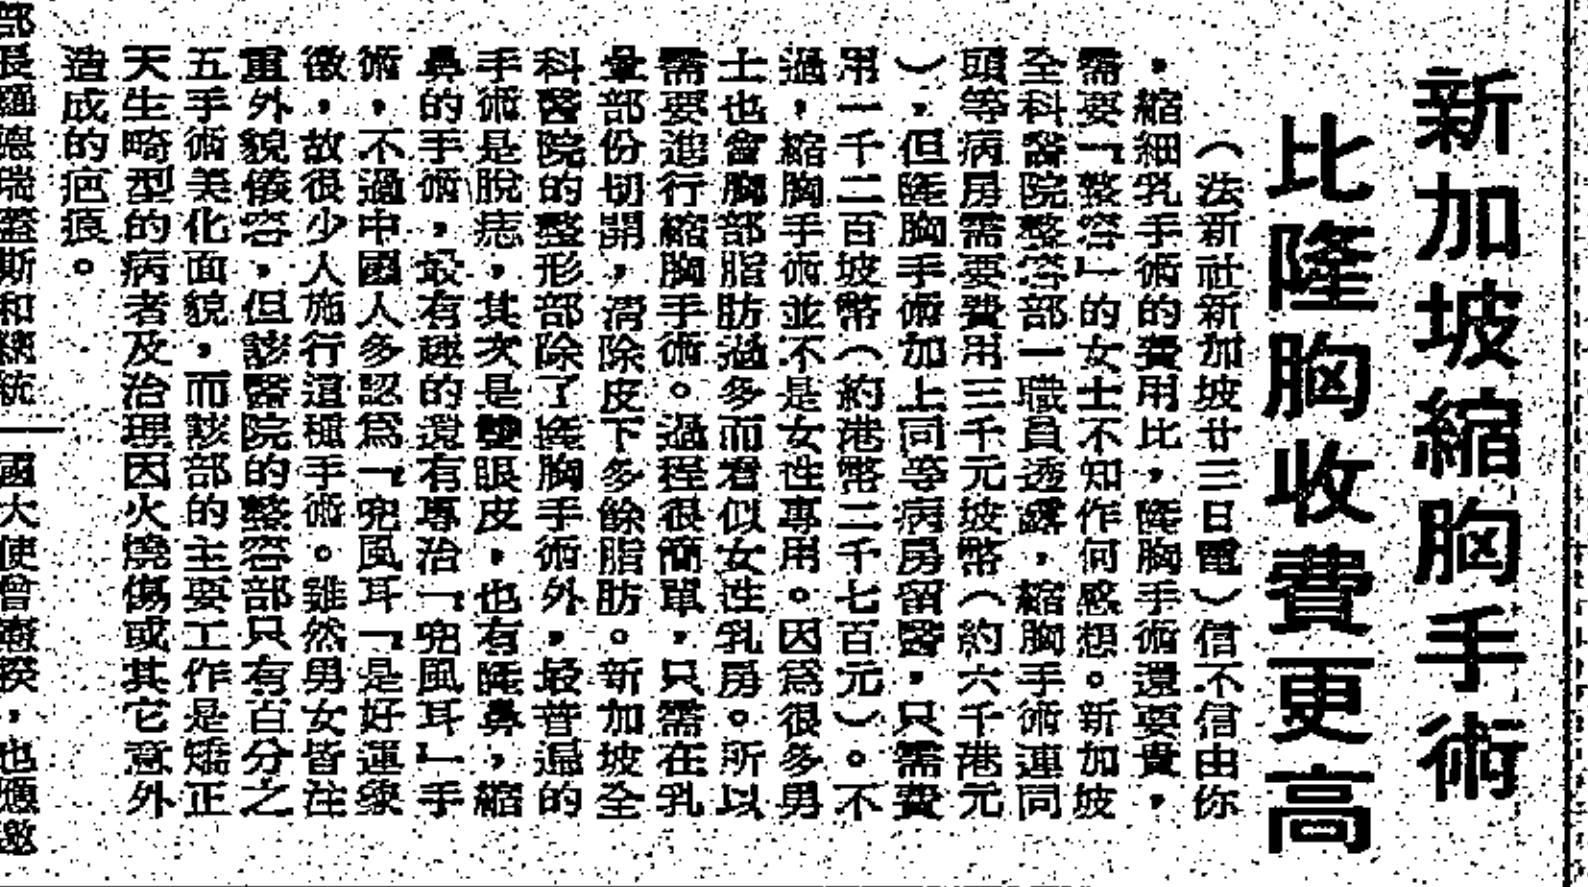 新加坡縮胸手術
比隆胸收費更高
（法新社新加坡廿三日電）信不信由你
，縮細乳手術的費用比，隆胸手術還要貴，
需要「整容」的女士不知作何感想。新加坡
全科醫院整容部一職員透露，縮胸手術連同
頭等病房需要費用三千元坡幣（約六千港元
），但隆胸手術加上同等病房留醫，只需費
用一千二百坡幣（約港幣二千七百元）。不
過，縮胸手術並不是女性專用。因爲很多男
士也會胸部脂肪過多而看似女性乳房。所以
需要進行縮胸手術。過程很簡單，只需在乳
暈部份切開，清除皮下多餘脂肪。新加坡全
科醫院的整形部除了隆胸手術外，最普遍的
手術是脫痣，其次是雙眼皮，也有隆鼻，縮
鼻的手術，最有趣的還有專治「兜風耳」手
術，不過中國人多認爲「兜風耳「是好運象
徵，故很少人施行這種手術。雖然男女皆注
重外貌儀容，但該醫院的整容部只有百分之
五手術美化面貌，而該部的主要工作是矯正
天生畸型的病者及治理因火燒傷或其它意外
造成的疤痕。
部長羅德瑞蓋斯和總統
國大使曾憲揆，也應邀